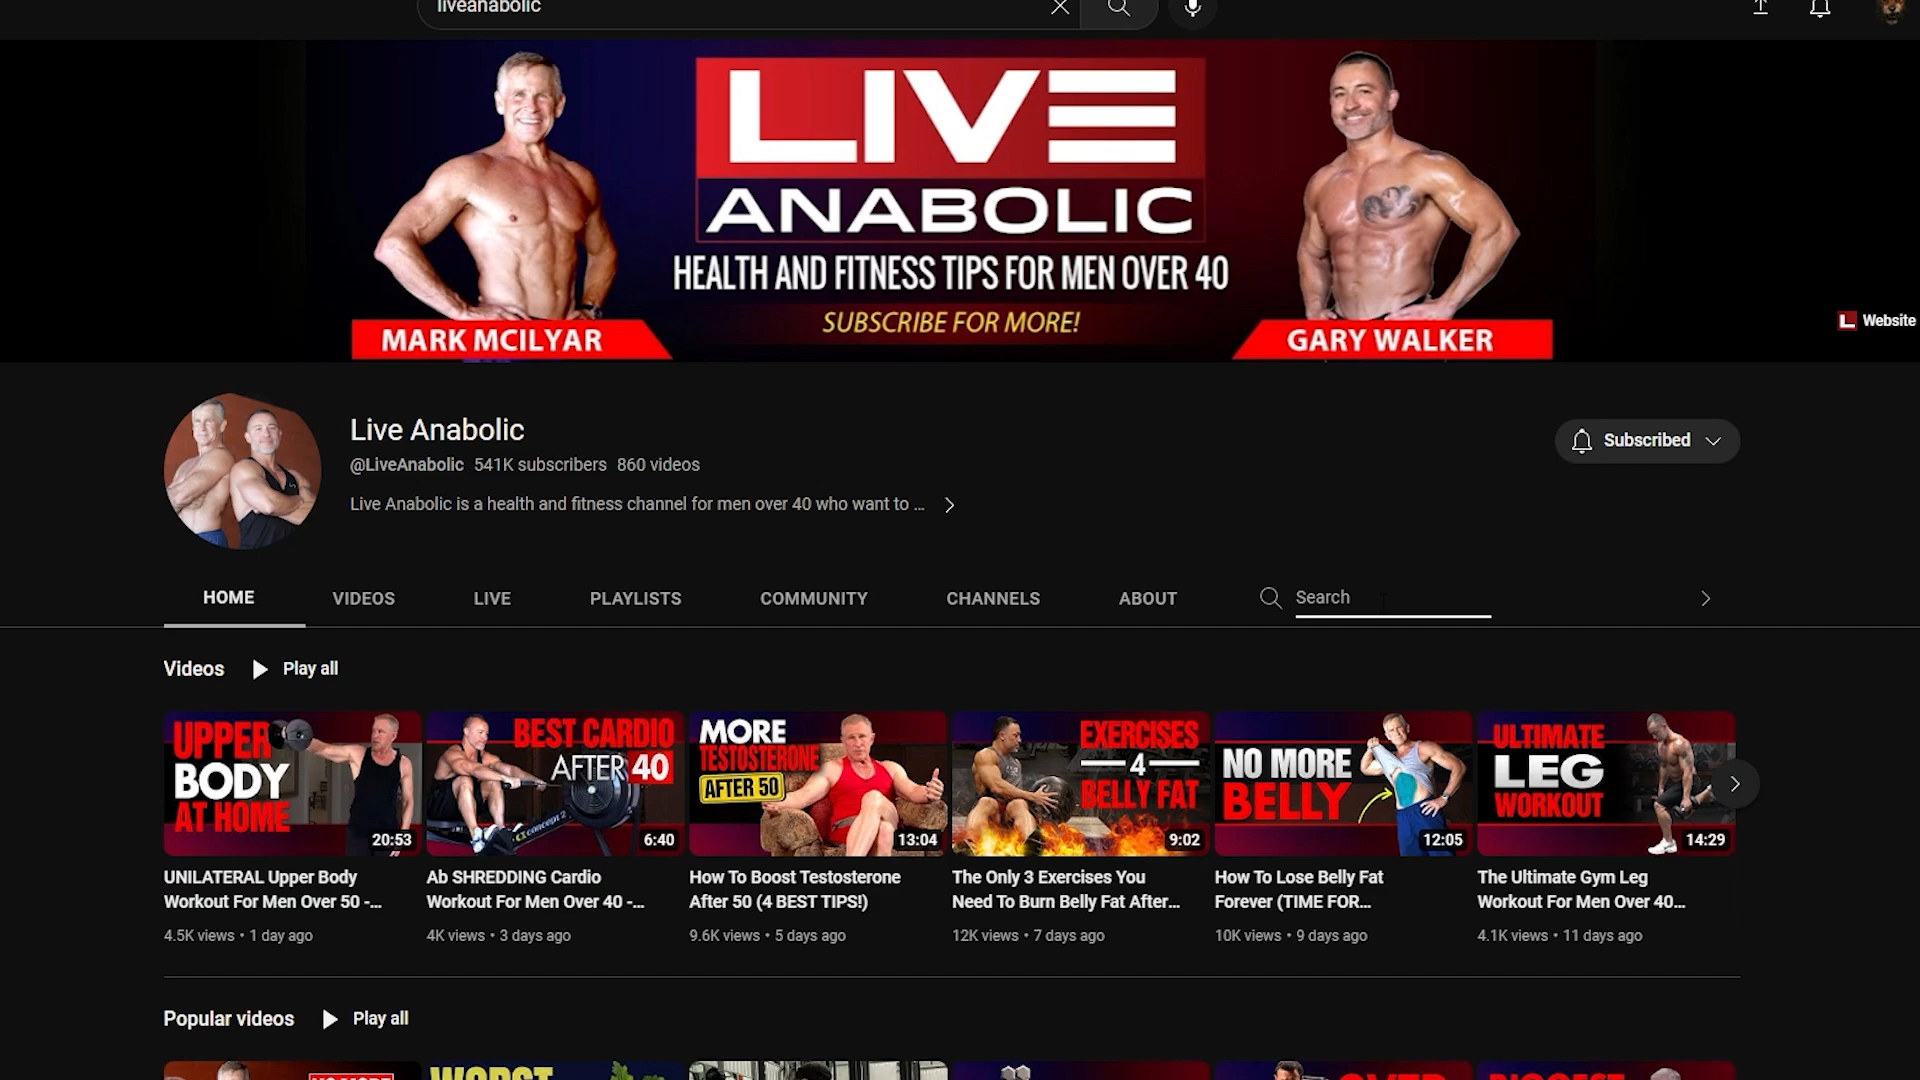 liveanabolic
LIVE
ANABOLIC
HEALTH AND FITNESS TIPS FOR MEN OVER 40
SUBSCRIBE FOR MORE!
MARK MCILYAR
GARY WALKER
L Website
Live Anabolic
@LiveAnabolic 541K subscribers 860 videos
Live Anabolic is a health and fitness channel for men over 40 who want to ...
Subscribed
HOME VIDEOS LIVE PLAYLISTS COMMUNITY CHANNELS ABOUT Search
Videos Play all
UPPER
BODY
AT HOME
20:53
BEST CARDIO
AFTER 40
concept2
6:40
MORE
TESTOSTERONE
AFTER 50
13:04
EXERCISES
4
BELLY FAT
9:02
NO MORE
BELLY
12:05
ULTIMATE
LEG
WORKOUT
14:29
UNILATERAL Upper Body
Workout For Men Over 50 -...
4.5K views • 1 day ago
Ab SHREDDING Cardio
Workout For Men Over 40 -...
4K views • 3 days ago
How To Boost Testosterone
After 50 (4 BEST TIPS!)
9.6K views • 5 days ago
The Only 3 Exercises You
Need To Burn Belly Fat After...
12K views • 7 days ago
How To Lose Belly Fat
Forever (TIME FOR...
10K views • 9 days ago
The Ultimate Gym Leg
Workout For Men Over 40...
4.1K views • 11 days ago
Popular videos Play all
NO MORE
WORST
OVER
BIGGEST